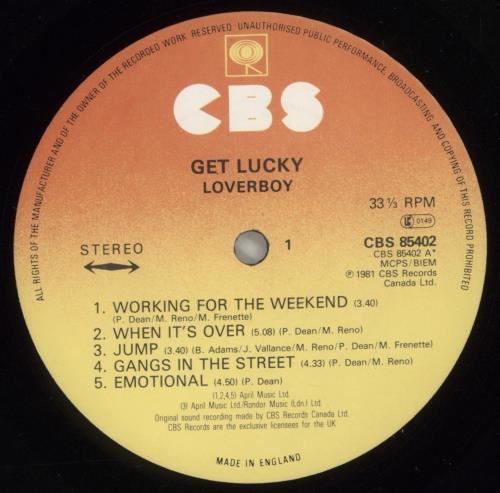 ALL RIGHTS OF THE MANUFACTURER AND OF THE OWNER OF THE RECORDED WORK RESERVED. UNAUTHORISED PUBLIC PERFORMANCE, BROADCASTING AND COPYING OF THIS RECORD PROHIBITED
CBS
GET LUCKY
LOVERBOY
33⅓ RPM
LC 0149
STEREO
1
CBS 85402
CBS 85402 A*
MCPS/BIEM
℗ 1981 CBS Records
Canada Ltd.
1. WORKING FOR THE WEEKEND (3.40)
(P. Dean/M. Reno/M. Frenette)
2. WHEN IT'S OVER (5.08) (P. Dean/M. Reno)
3. JUMP (3.40) (B. Adams/J. Vallance/M. Reno/P. Dean/M. Frenette)
4. GANGS IN THE STREET (4.33) (P. Dean/M. Reno)
5. EMOTIONAL (4.50) (P. Dean)
(1,2,4,5) April Music Ltd.
(3) April Music Ltd/Rondor Music (Ldn.) Ltd.
Original sound recording made by CBS Records Canada Ltd.
CBS Records are the exclusive licensees for the UK
MADE IN ENGLAND